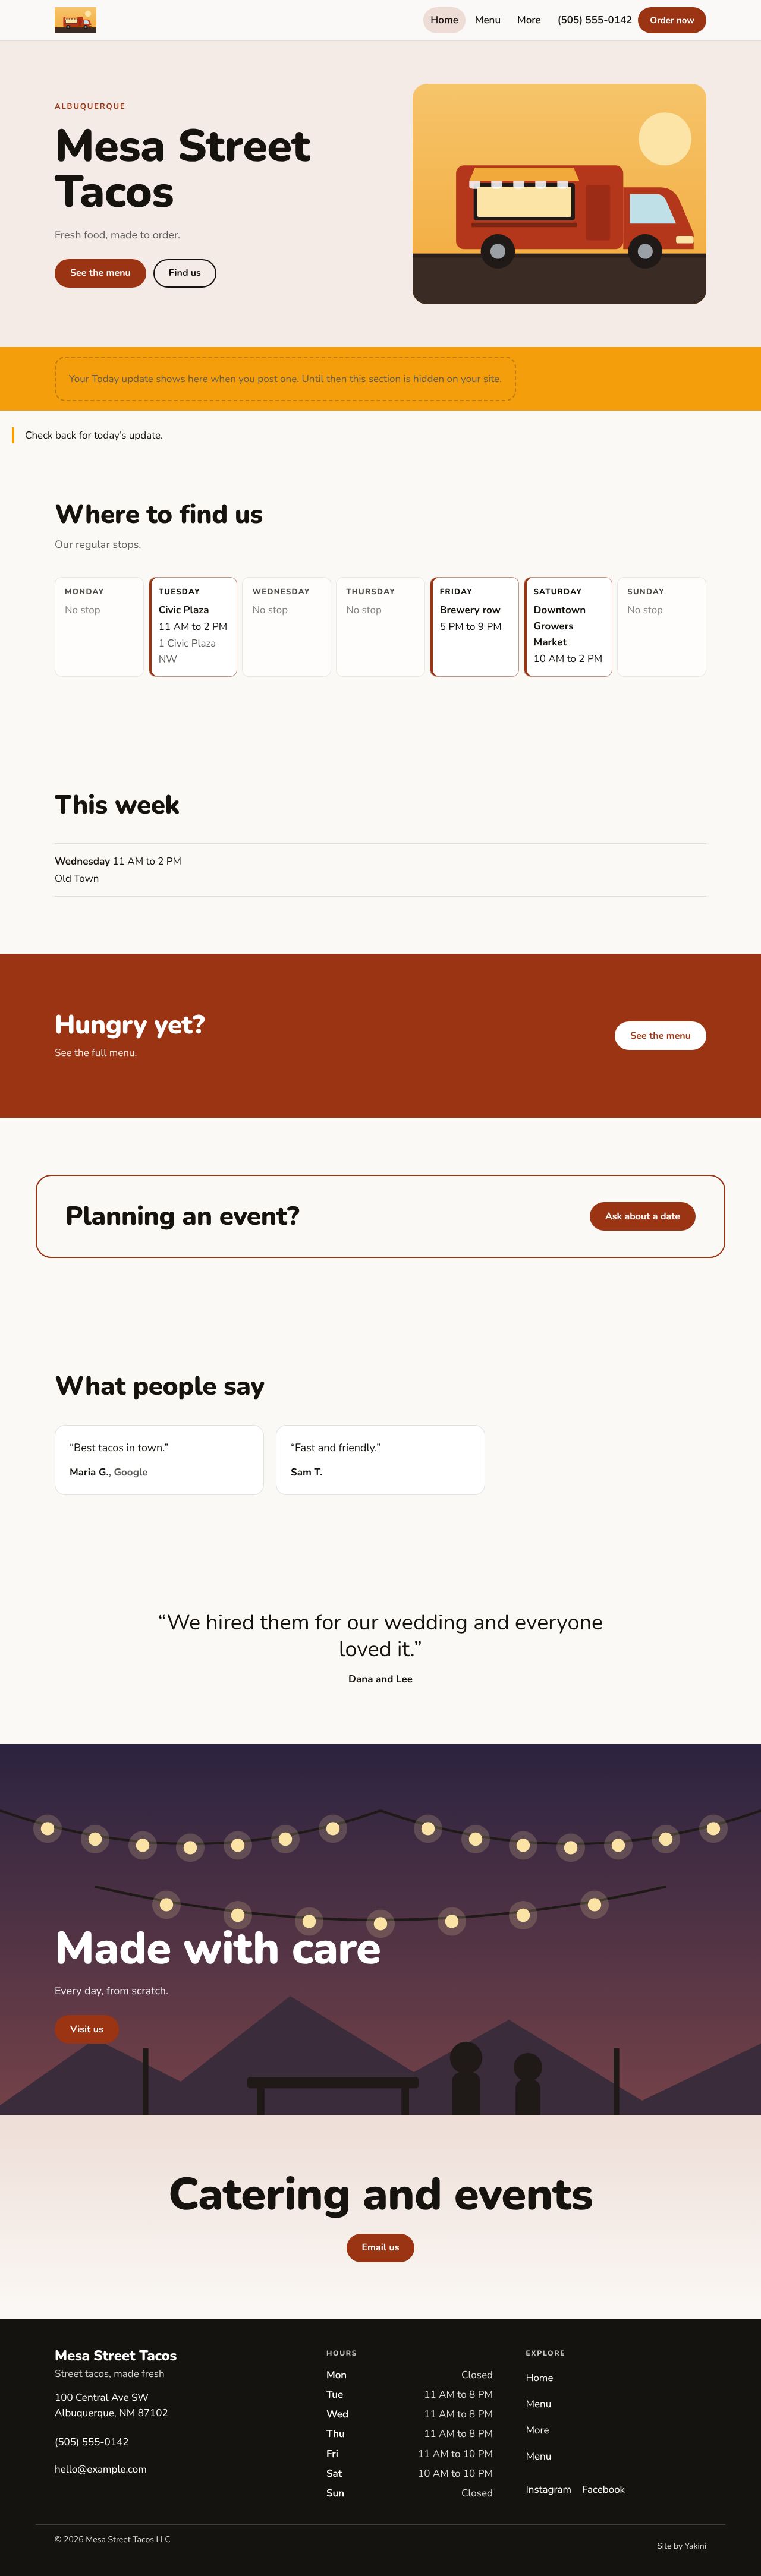 Home Menu More (505) 555-0142 Order now
ALBUQUERQUE
Mesa Street
Tacos
Fresh food, made to order.
See the menu Find us
Your Today update shows here when you post one. Until then this section is hidden on your site.
Check back for today’s update.
Where to find us
Our regular stops.
MONDAY
No stop
TUESDAY
Civic Plaza
11 AM to 2 PM
1 Civic Plaza
NW
WEDNESDAY
No stop
THURSDAY
No stop
FRIDAY
Brewery row
5 PM to 9 PM
SATURDAY
Downtown
Growers
Market
10 AM to 2 PM
SUNDAY
No stop
This week
Wednesday 11 AM to 2 PM
Old Town
Hungry yet?
See the full menu.
See the menu
Planning an event?
Ask about a date
What people say
“Best tacos in town.”
Maria G., Google
“Fast and friendly.”
Sam T.
“We hired them for our wedding and everyone
loved it.”
Dana and Lee
Made with care
Every day, from scratch.
Visit us
Catering and events
Email us
Mesa Street Tacos
Street tacos, made fresh
100 Central Ave SW
Albuquerque, NM 87102
(505) 555-0142
hello@example.com
HOURS
Mon Closed
Tue 11 AM to 8 PM
Wed 11 AM to 8 PM
Thu 11 AM to 8 PM
Fri 11 AM to 10 PM
Sat 10 AM to 10 PM
Sun Closed
EXPLORE
Home
Menu
More
Menu
Instagram Facebook
© 2026 Mesa Street Tacos LLC
Site by Yakini